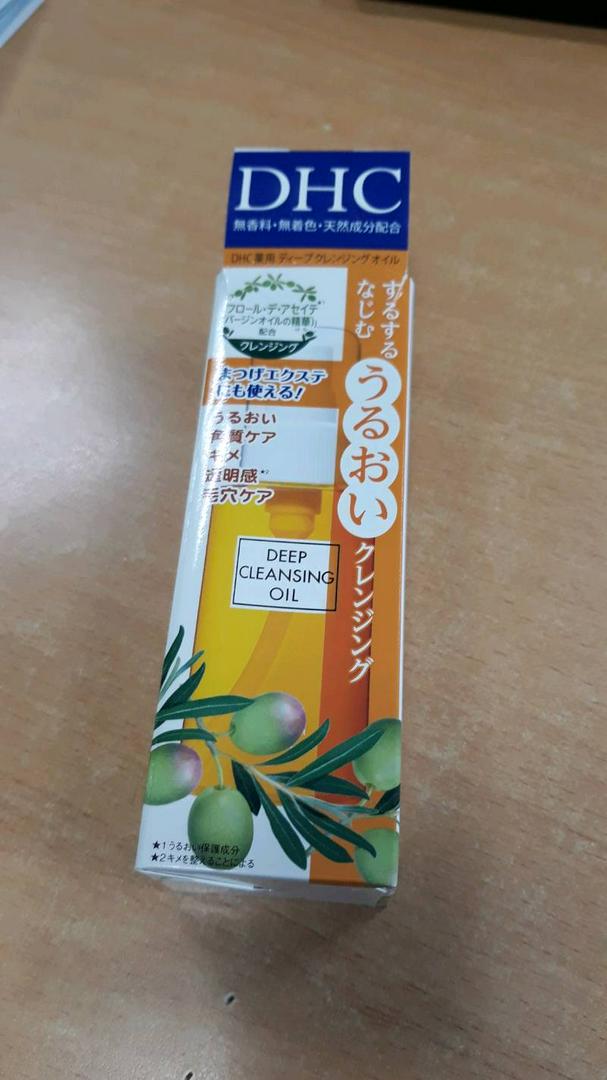 DHC
無香料・無着色・天然成分配合
DHC薬用 ディープクレンジングオイル
フロール・デ・アセイテ
バージンオイルの精華)
配合
クレンジング
まつげエクステ
にも使える!
うるおい
角質ケア
キメ
透明感★2
毛穴ケア
するする
なじむ
うるおい
クレンジング
DEEP
CLEANSING
OIL
★1うるおい保護成分
★2キメを整えることによる